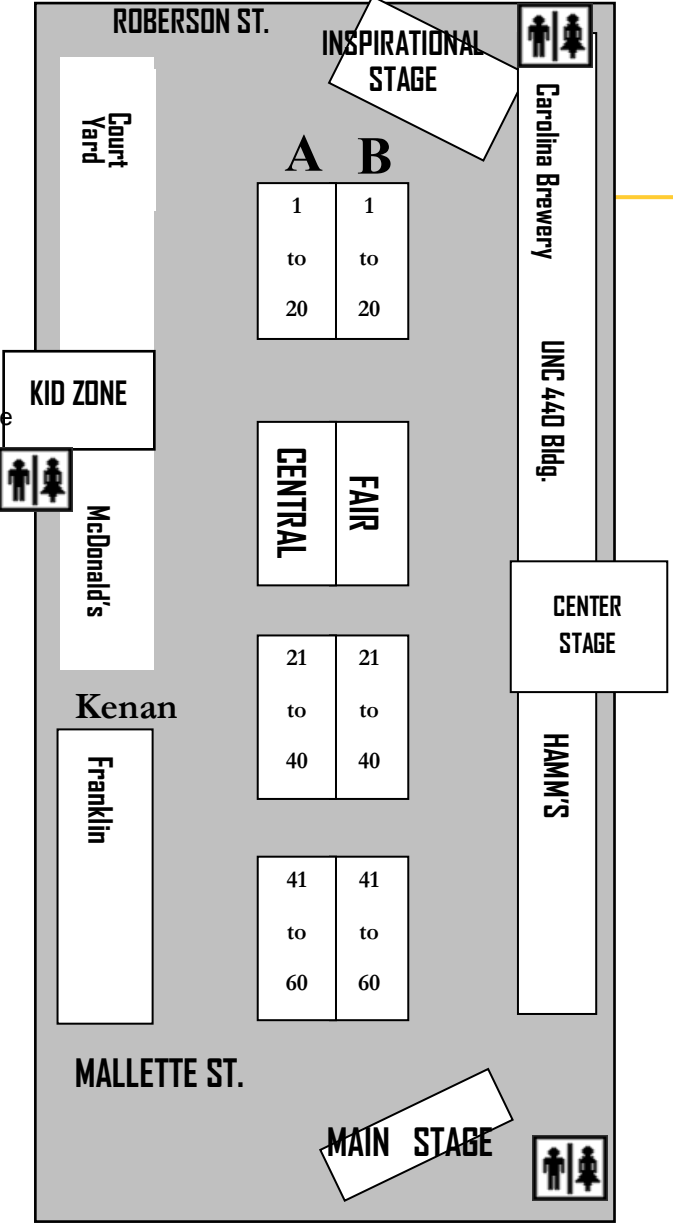 ROBERSON ST.
INSPIRATIONAL
STAGE
Court
Yard
Carolina Brewery
A B
1 1
to to
20 20
UNC 440 Bldg.
KID ZONE
e
CENTRAL
FAIR
McDonald's
CENTER
STAGE
21 21
to to
40 40
Kenan
Franklin
HAMM'S
41 41
to to
60 60
MALLETTE ST.
MAIN STAGE